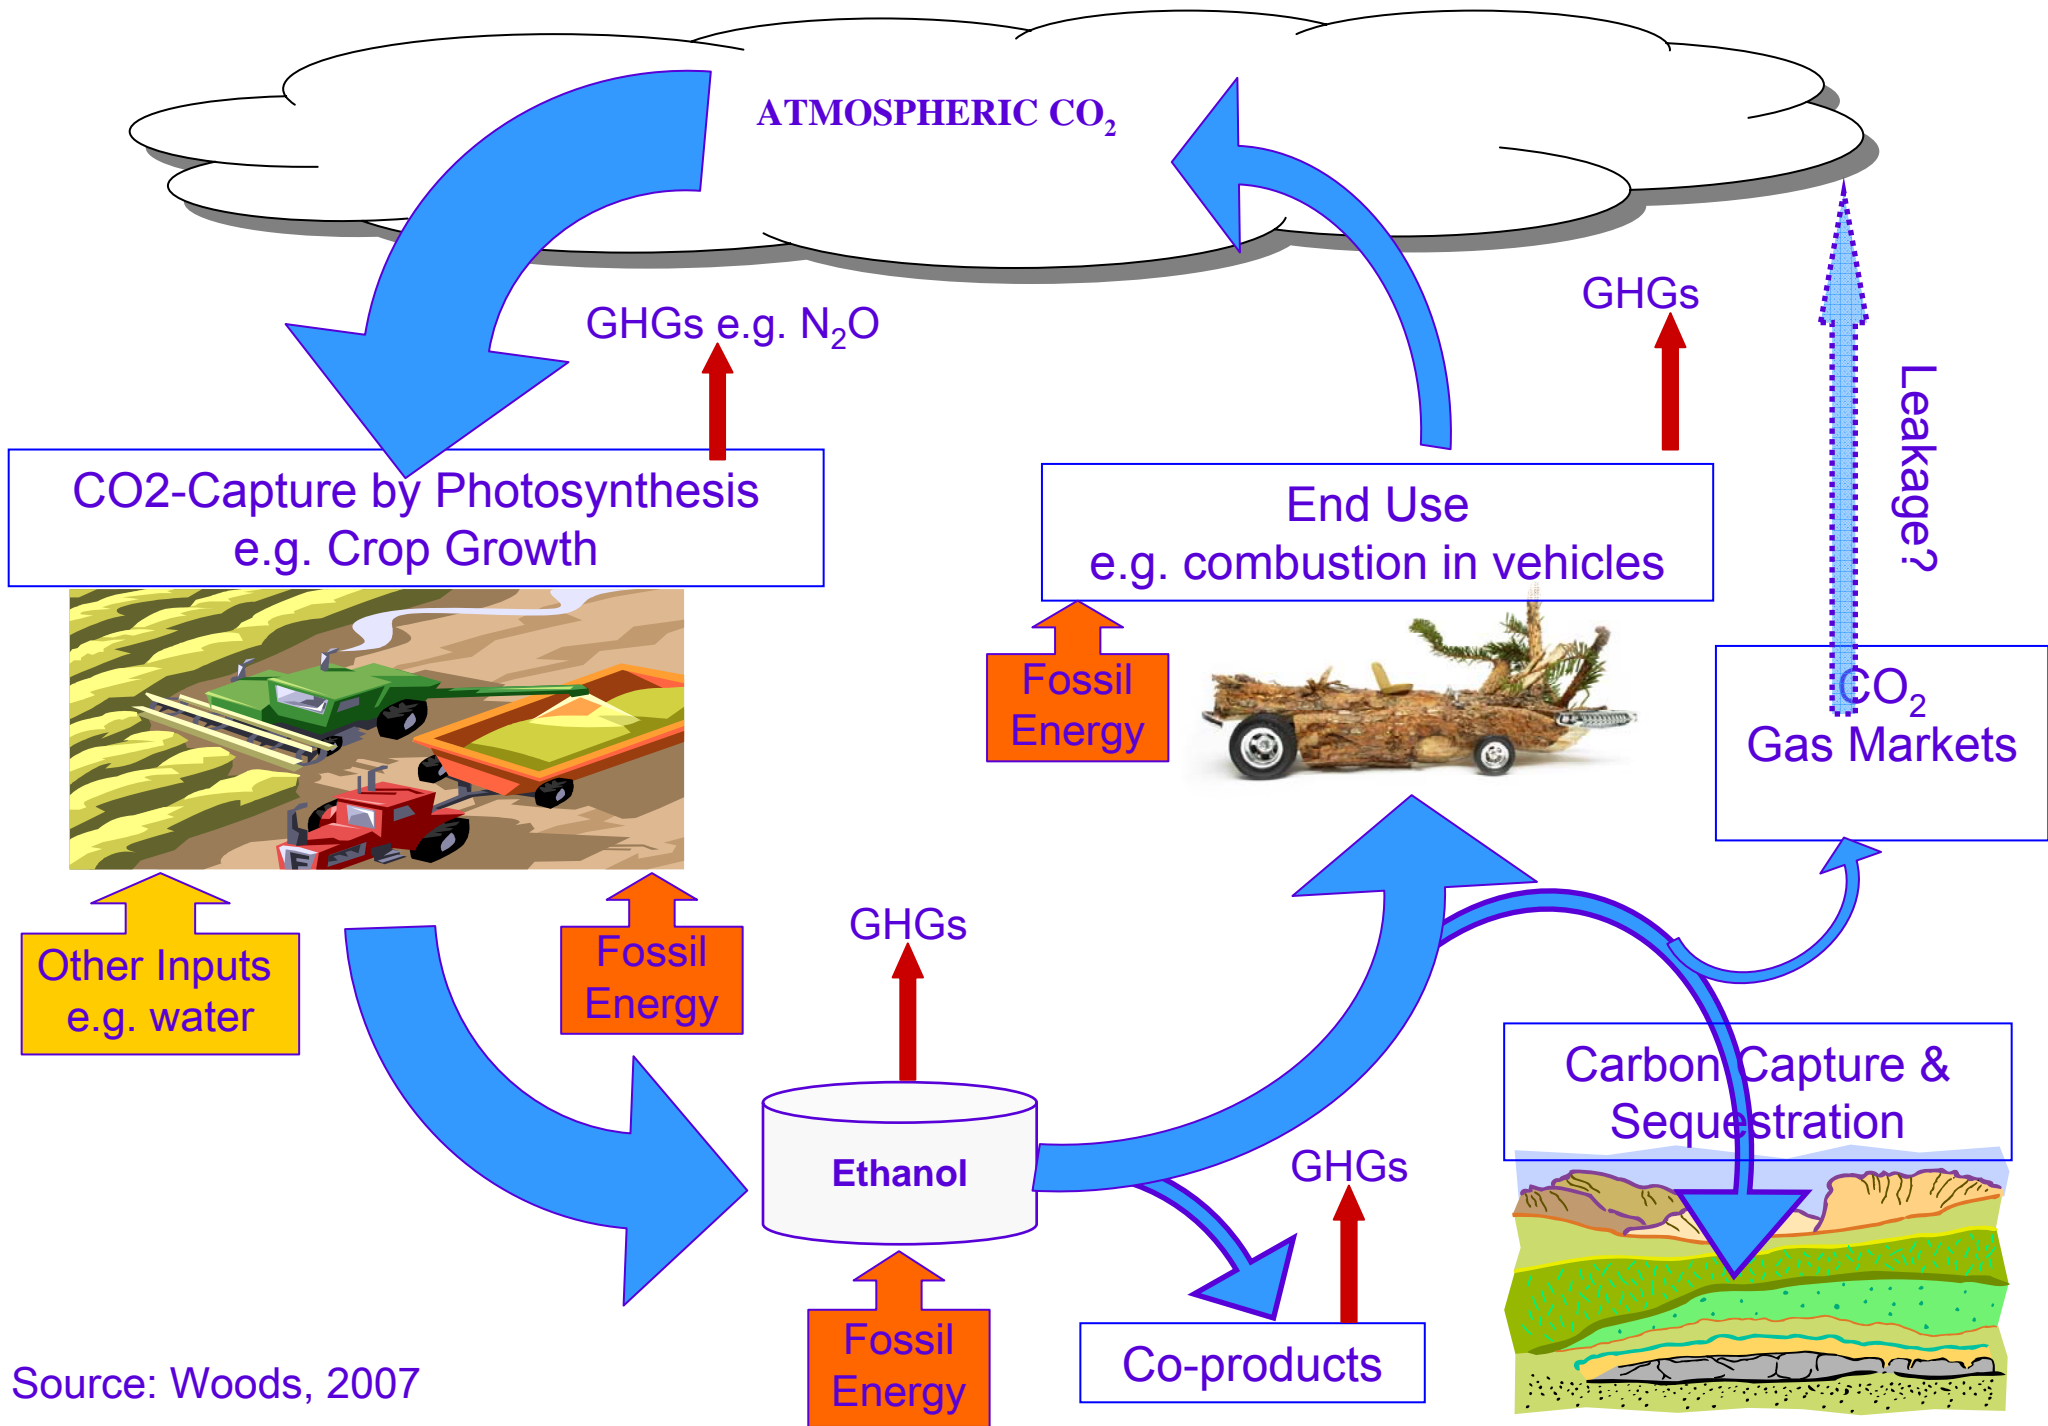 ATMOSPHERIC CO₂
GHGs e.g. N₂O
GHGs
Leakage?
CO2-Capture by Photosynthesis
e.g. Crop Growth
End Use
e.g. combustion in vehicles
Fossil
Energy
CO₂
Gas Markets
Other Inputs
e.g. water
Fossil
Energy
GHGs
Carbon Capture &
Sequestration
Ethanol
GHGs
Fossil
Energy
Co-products
Source: Woods, 2007